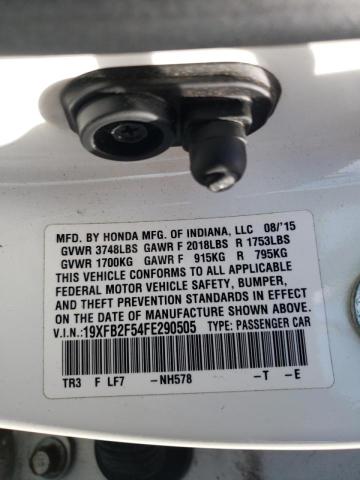 MFD. BY HONDA MFG. OF INDIANA, LLC 08/'15
GVWR 3748LBS GAWR F 2018LBS R 1753LBS
GVWR 1700KG GAWR F 915KG R 795KG
THIS VEHICLE CONFORMS TO ALL APPLICABLE
FEDERAL MOTOR VEHICLE SAFETY, BUMPER,
AND THEFT PREVENTION STANDARDS IN EFFECT
ON THE DATE OF MANUFACTURE SHOWN ABOVE.
V.I.N.:19XFB2F54FE290505 TYPE: PASSENGER CAR
TR3 F LF7 -NH578 -T -E